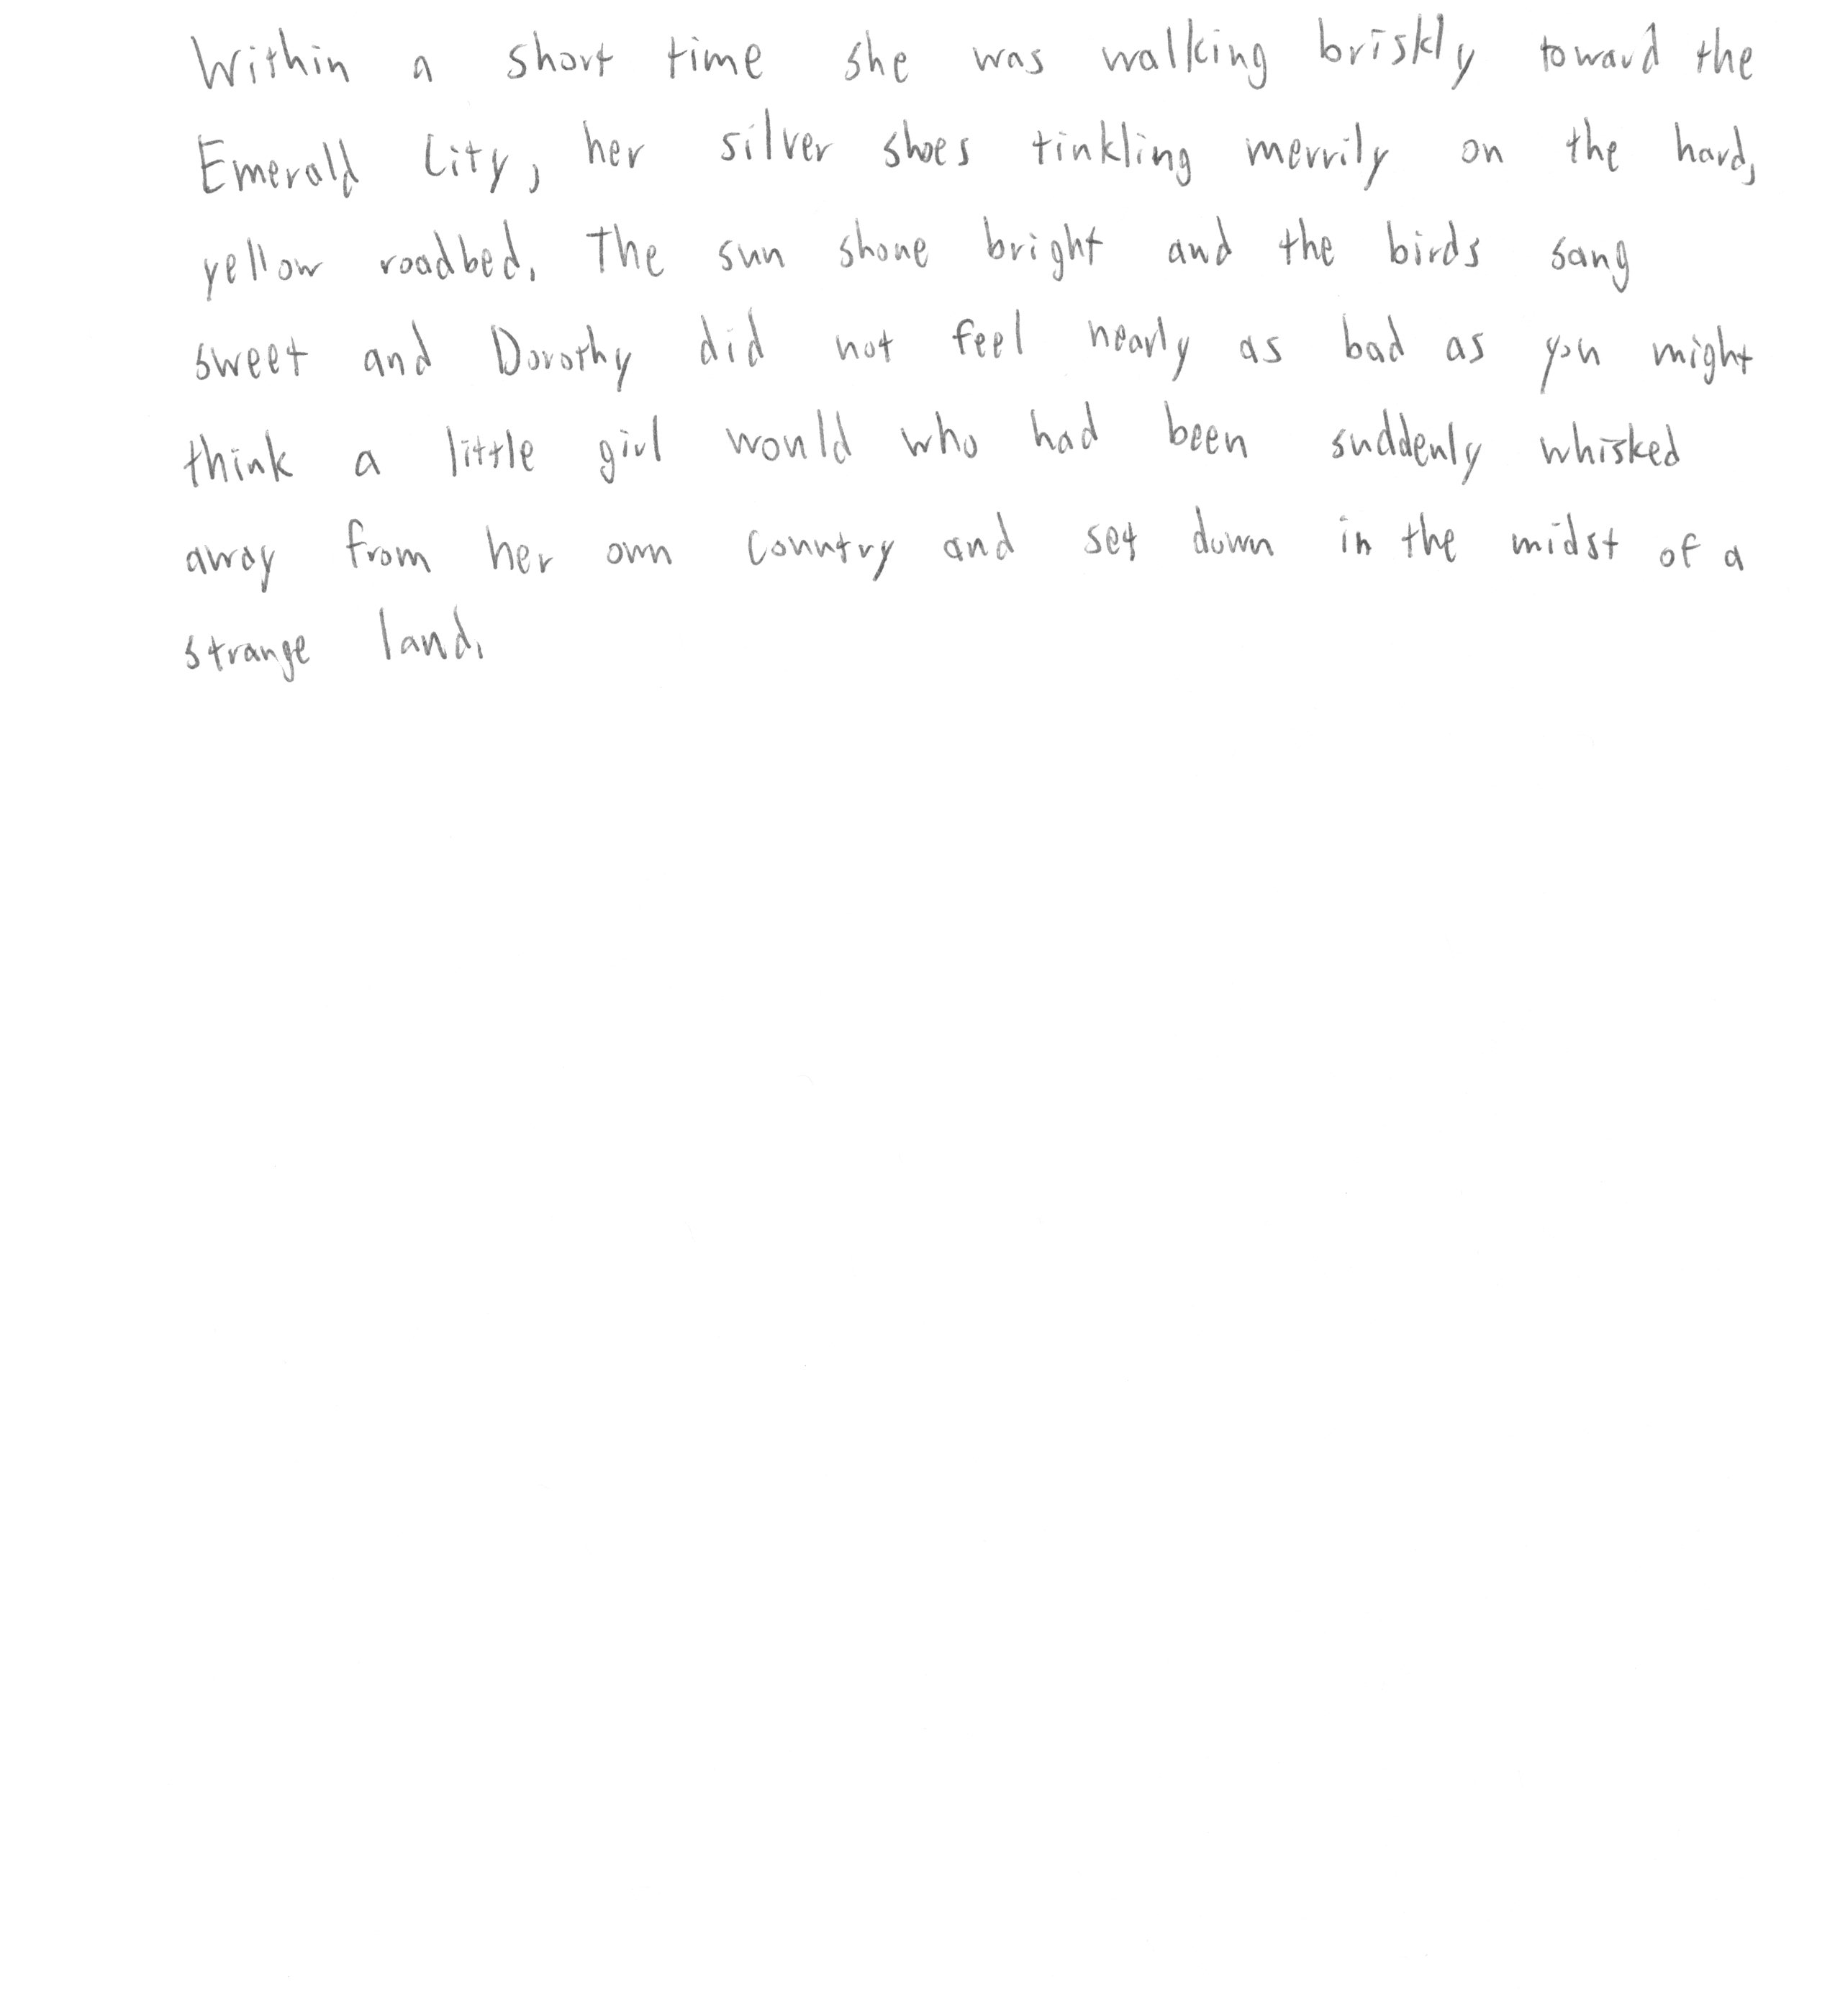 Within a short time she was walking briskly toward the
Emerald City, her silver shoes tinkling merrily on the hard,
yellow roadbed. The sun shone bright and the birds sang
sweet and Dorothy did not feel nearly as bad as you might
think a little girl would who had been suddenly whisked
away from her own country and set down in the midst of a
strange land.